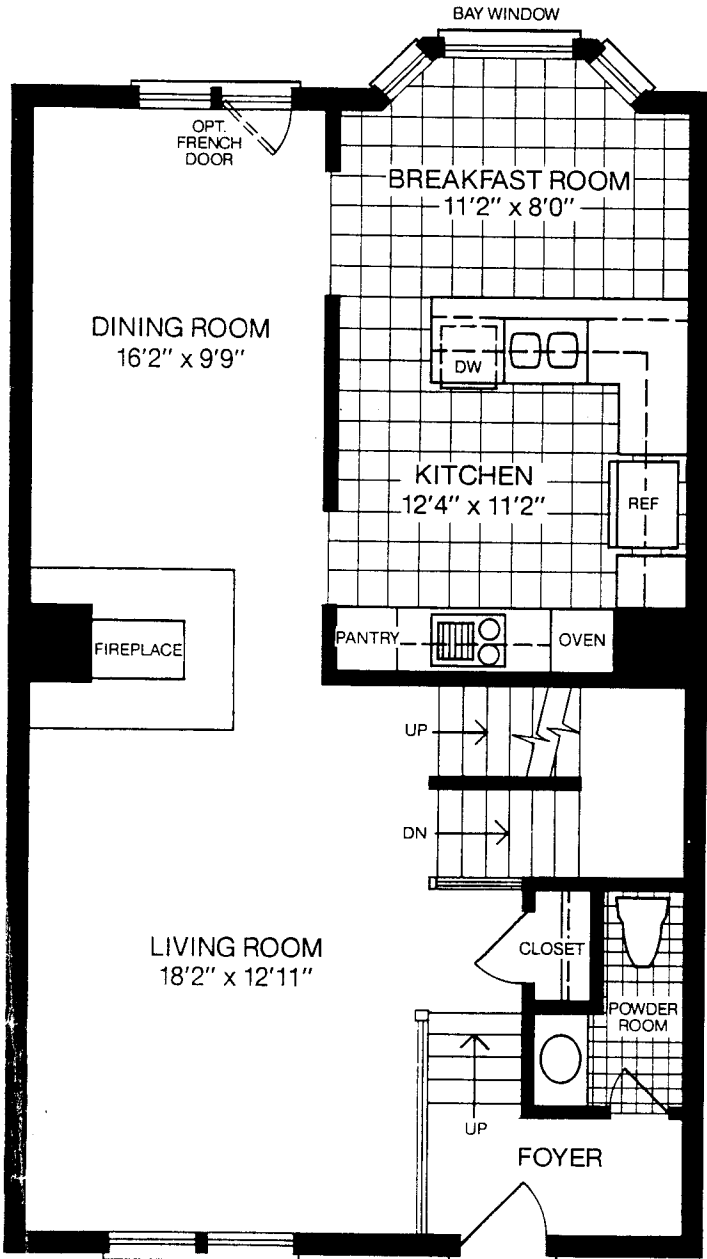 BAY WINDOW
OPT.
FRENCH
DOOR
BREAKFAST ROOM
11'2" x 8'0"
DINING ROOM
16'2" x 9'9"
DW
KITCHEN
12'4" x 11'2"
REF
FIREPLACE
PANTRY
OVEN
UP
DN
LIVING ROOM
18'2" x 12'11"
CLOSET
POWDER
ROOM
UP
FOYER